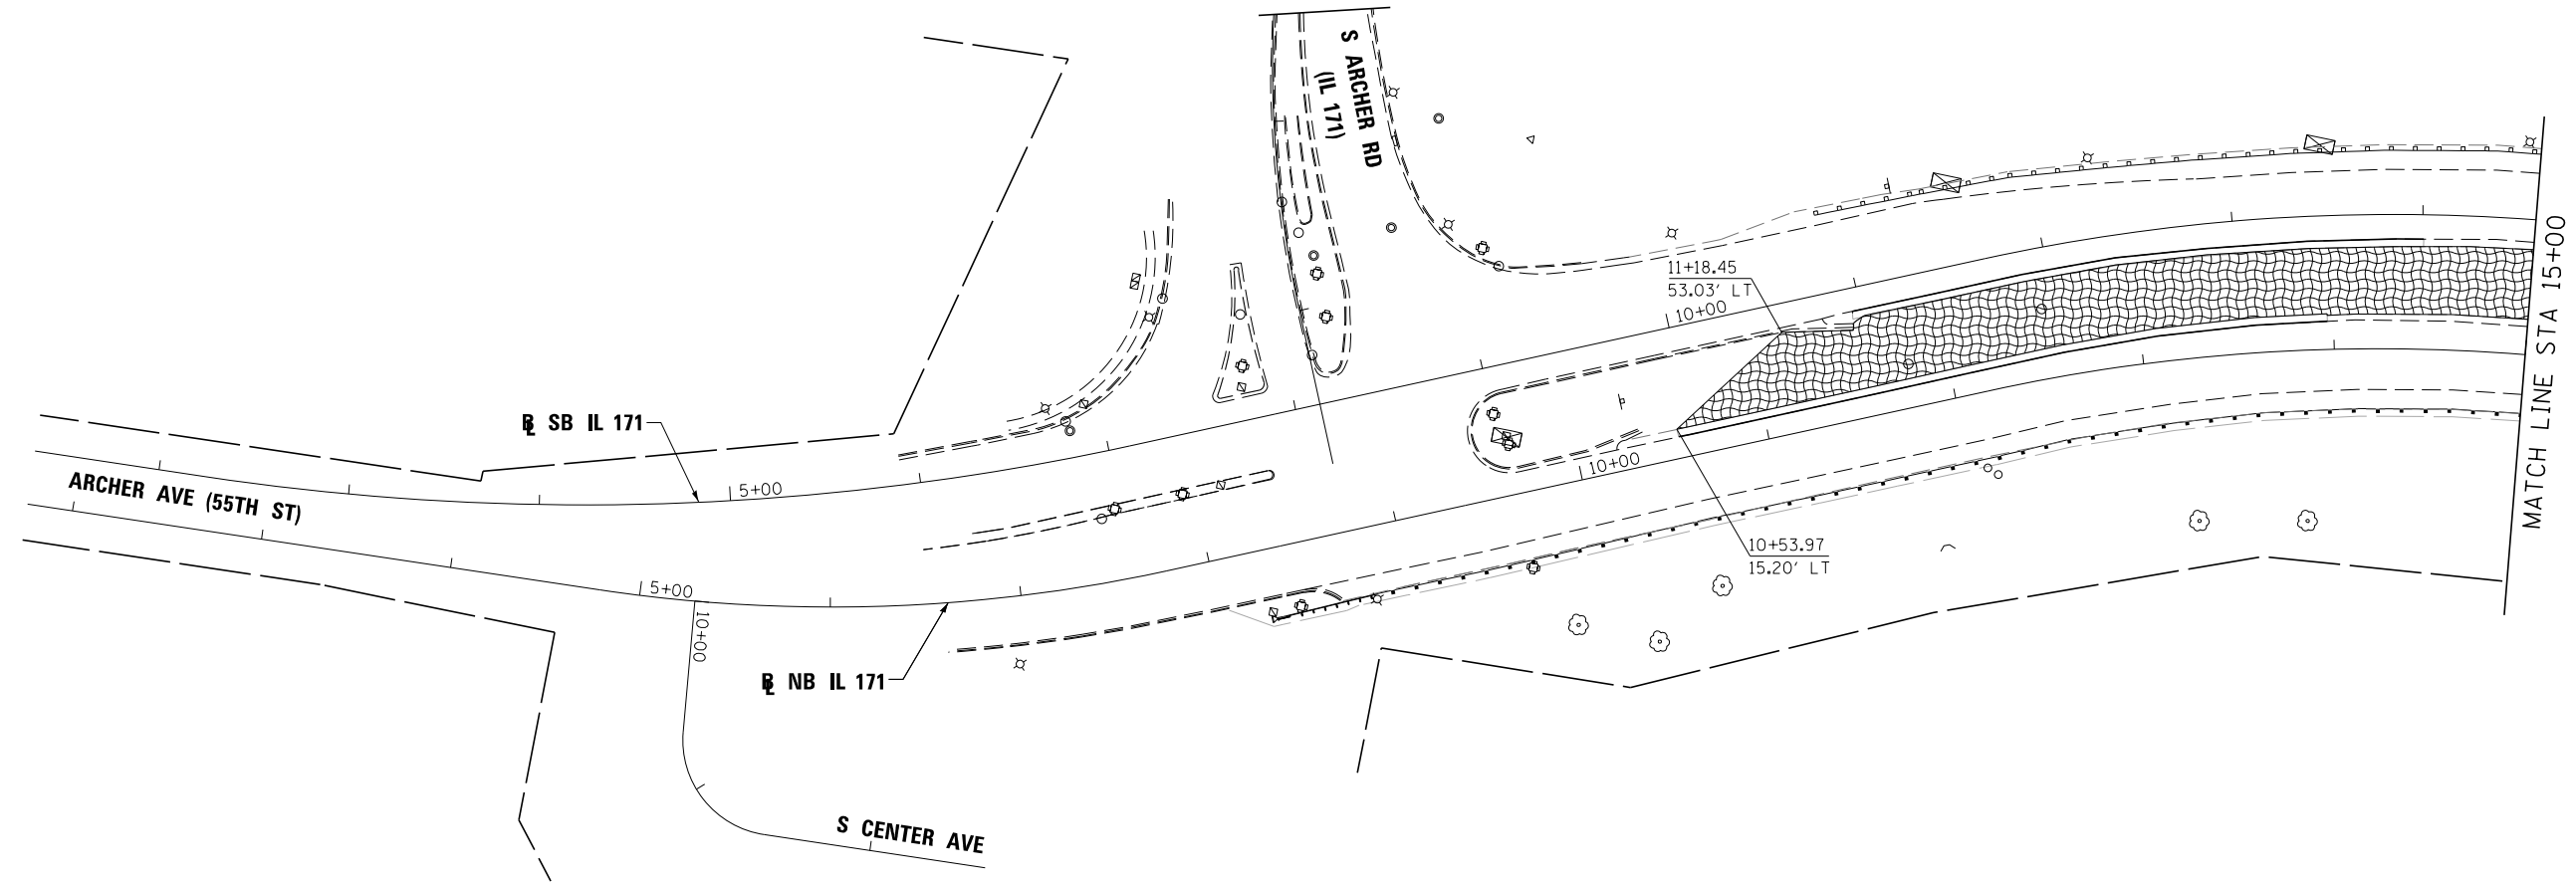 S ARCHER RD
(IL 171)
11+18.45
53.03' LT
10+00
MATCH LINE STA 15+00
BL SB IL 171
5+00
ARCHER AVE (55TH ST)
10+00
10+53.97
15.20' LT
5+00
10+00
BL NB IL 171
S CENTER AVE